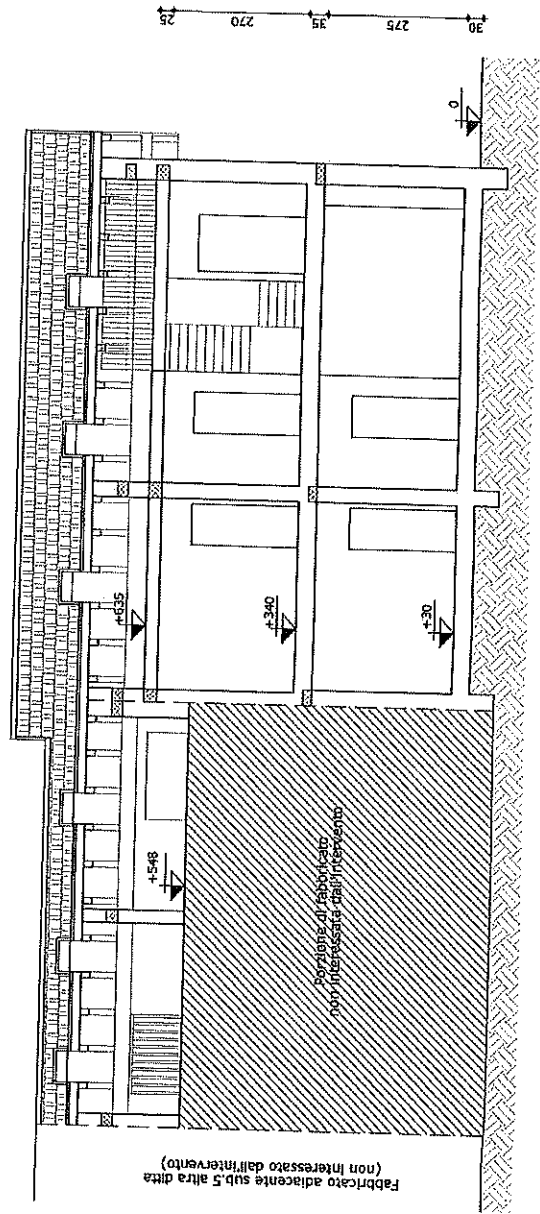 25
270
35
275
30
0
+635
+340
+30
+548
Porzione di fabbricato
non interessata dall'intervento
Fabbricato adiacente sub.5 altra ditta
(non interessato dall'intervento)